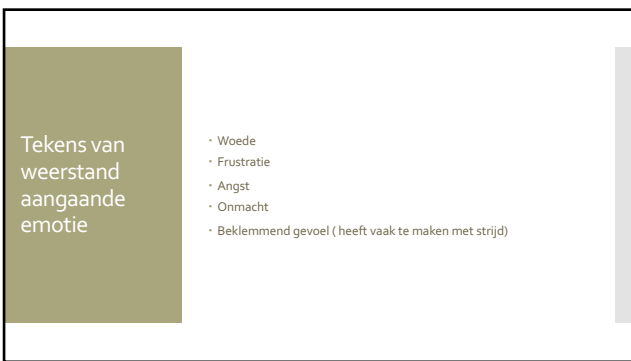 Tekens van
weerstand
aangaande
emotie
• Woede
• Frustratie
• Angst
• Onmacht
• Beklemmend gevoel ( heeft vaak te maken met strijd)